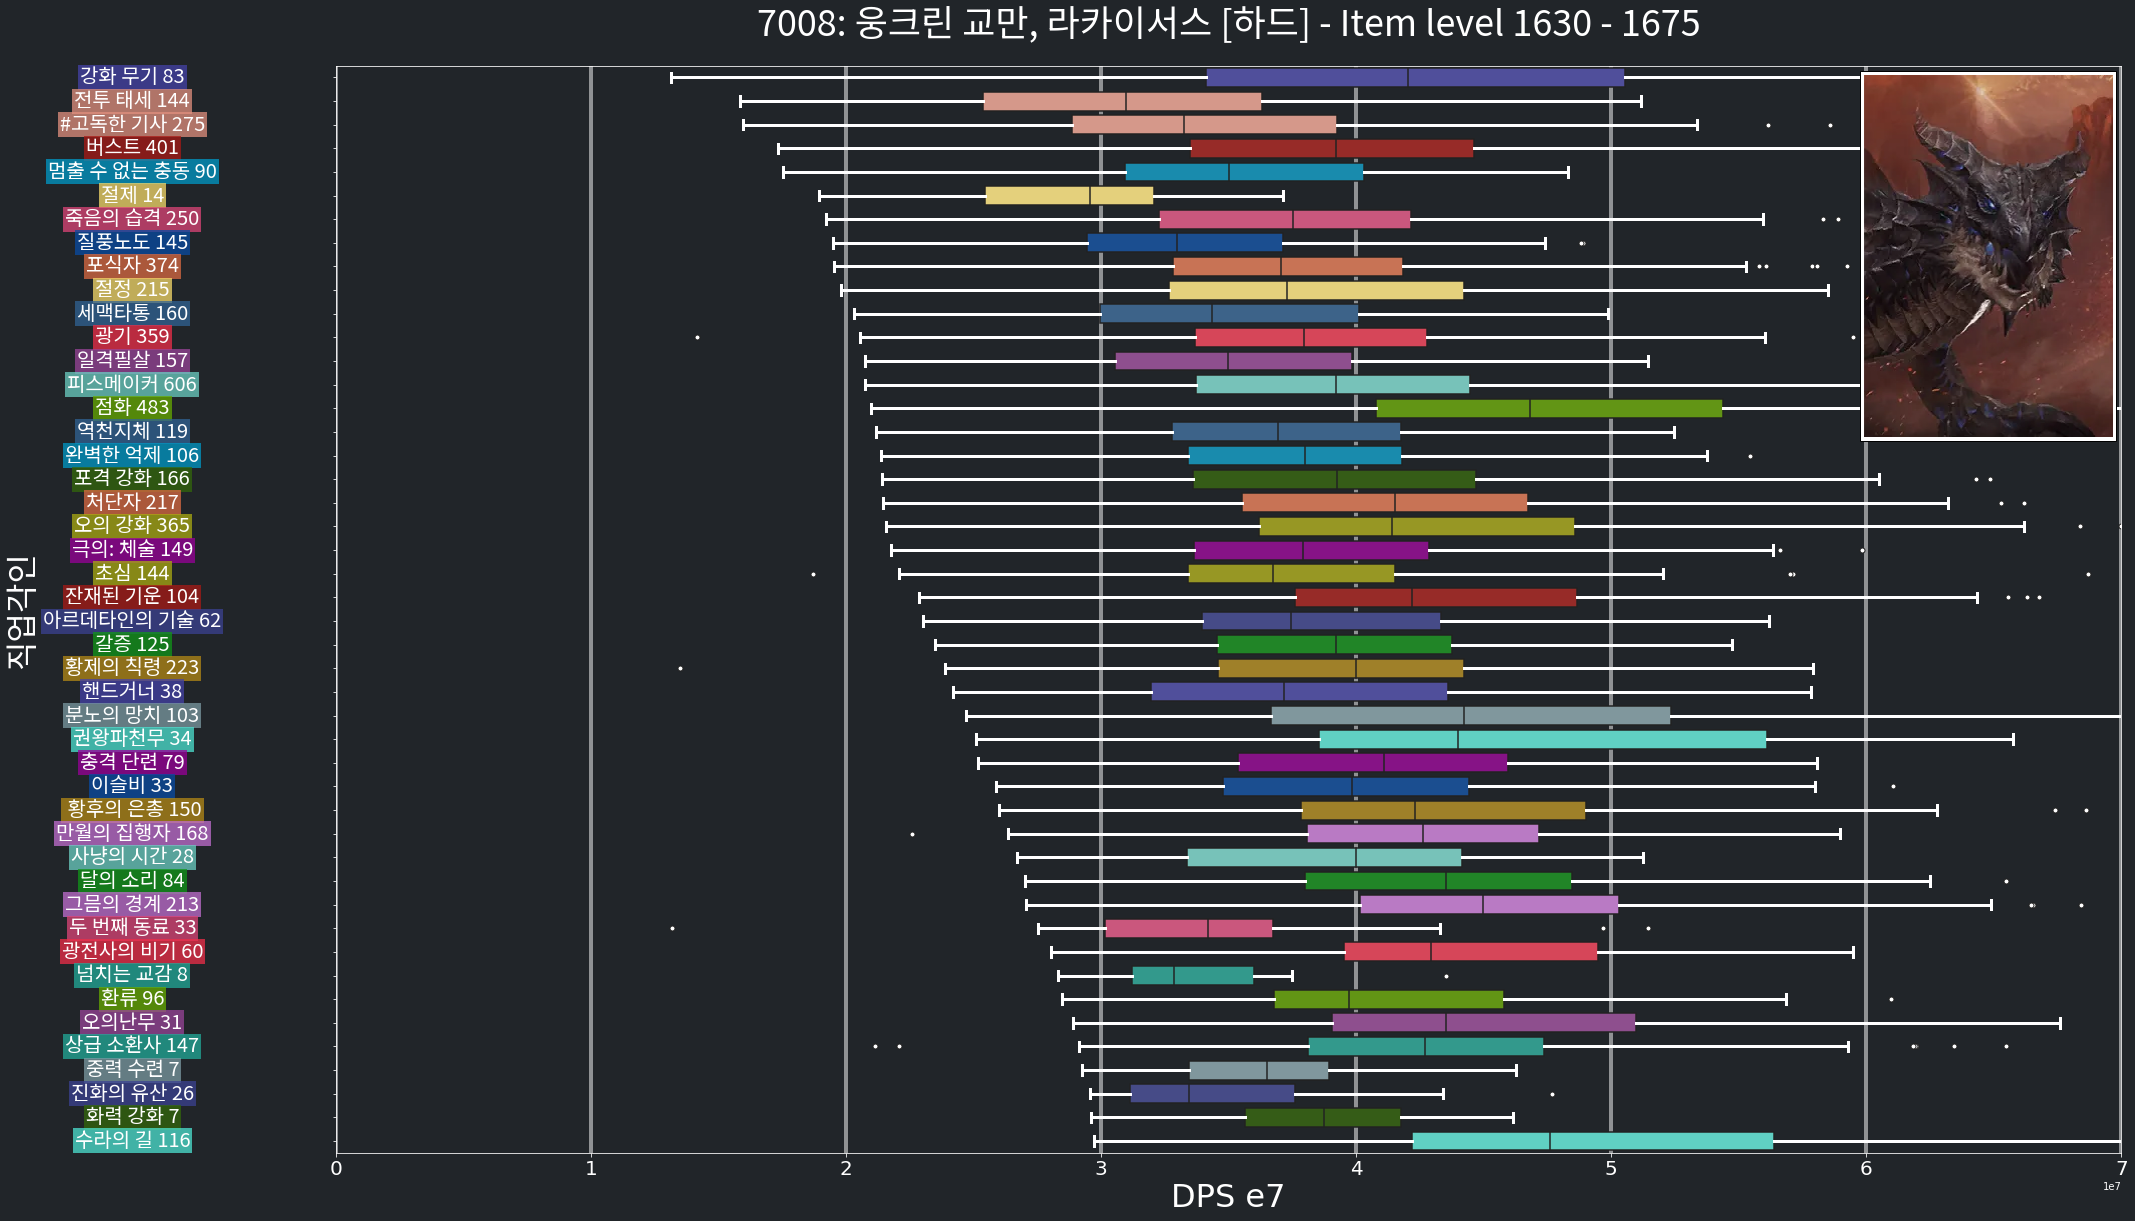 7008: 웅크린 교만, 라카이서스 [하드] - Item level 1630 - 1675
강화 무기 83
전투 태세 144
#고독한 기사 275
버스트 401
멈출 수 없는 충동 90
절제 14
죽음의 습격 250
질풍노도 145
포식자 374
절정 215
세맥타통 160
광기 359
일격필살 157
피스메이커 606
점화 483
역천지체 119
완벽한 억제 106
포격 강화 166
처단자 217
오의 강화 365
극의: 체술 149
초심 144
잔재된 기운 104
아르데타인의 기술 62
갈증 125
황제의 칙령 223
핸드거너 38
분노의 망치 103
권왕파천무 34
충격 단련 79
이슬비 33
황후의 은총 150
만월의 집행자 168
사냥의 시간 28
달의 소리 84
그믐의 경계 213
두 번째 동료 33
광전사의 비기 60
넘치는 교감 8
환류 96
오의난무 31
상급 소환사 147
중력 수련 7
진화의 유산 26
화력 강화 7
수라의 길 116
직업각인
0 1 2 3 4 5 6 7
1e7
DPS e7